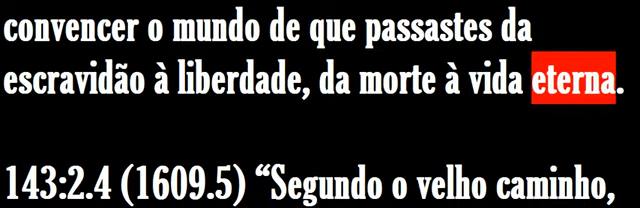 convencer o mundo de que passastes da
escravidão à liberdade, da morte à vida eterna.
143:2.4 (1609.5) “Segundo o velho caminho,